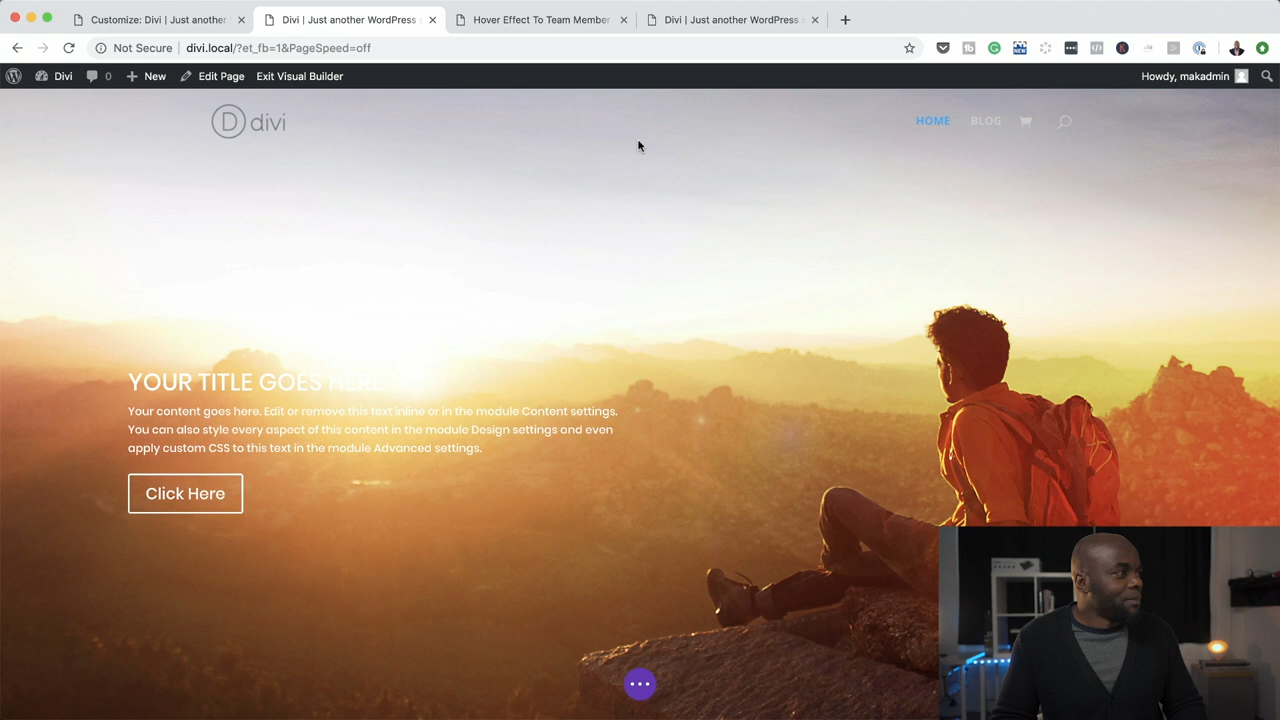 Customize: Divi | Just another
Divi | Just another WordPress
Hover Effect To Team Member
Divi | Just another WordPress
Not Secure
divi.local/?et_fb=1&PageSpeed=off
Divi
0
New
Edit Page
Exit Visual Builder
Howdy, makadmin
D divi
HOME
BLOG
YOUR TITLE GOES HERE
Your content goes here. Edit or remove this text inline or in the module Content settings.
You can also style every aspect of this content in the module Design settings and even
apply custom CSS to this text in the module Advanced settings.
Click Here